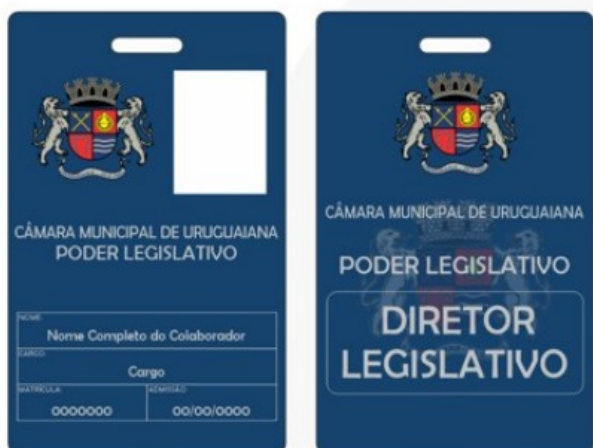 CÂMARA MUNICIPAL DE URUGUAIANA
PODER LEGISLATIVO
NOME:
Nome Completo do Colaborador
CARGO:
Cargo
MATRÍCULA:
0000000
ADMISSÃO
00/00/0000
CÂMARA MUNICIPAL DE URUGUAIANA
PODER LEGISLATIVO
DIRETOR
LEGISLATIVO